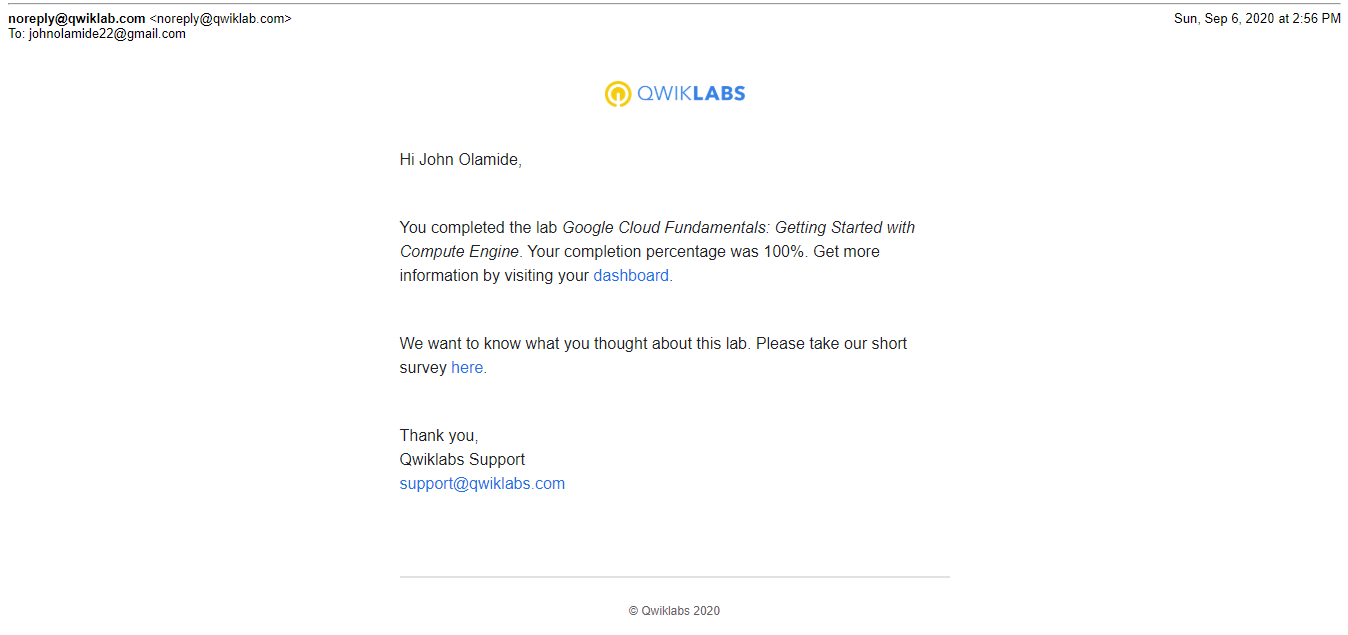 noreply@qwiklab.com <noreply@qwiklab.com>
Sun, Sep 6, 2020 at 2:56 PM
To: johnolamide22@gmail.com
QWIKLABS
Hi John Olamide,
You completed the lab Google Cloud Fundamentals: Getting Started with
Compute Engine. Your completion percentage was 100%. Get more
information by visiting your dashboard.
We want to know what you thought about this lab. Please take our short
survey here.
Thank you,
Qwiklabs Support
support@qwiklabs.com
© Qwiklabs 2020